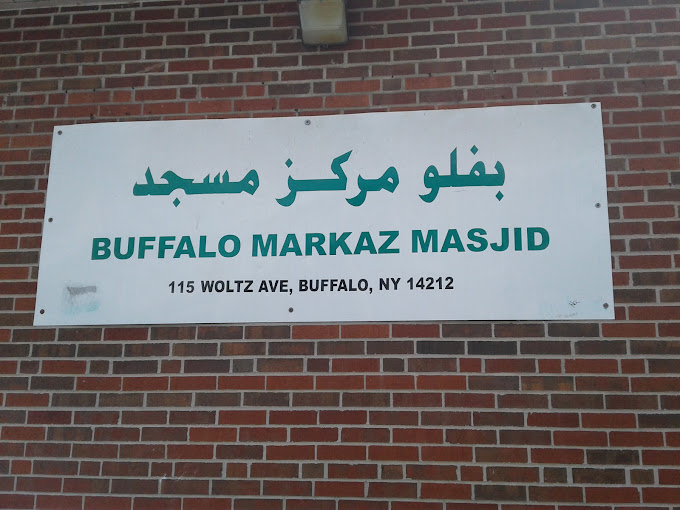 بفلو مركز مسجد
BUFFALO MARKAZ MASJID
115 WOLTZ AVE, BUFFALO, NY 14212